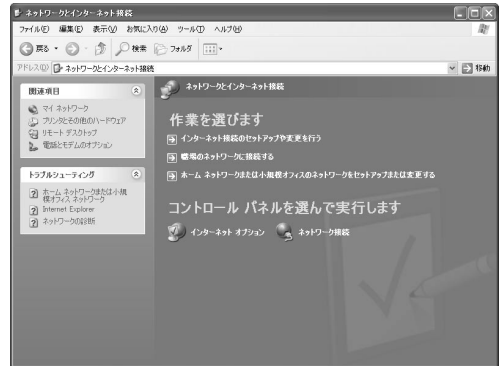 ネットワークとインターネット接続
ファイル(F) 編集(E) 表示(V) お気に入り(A) ツール(T) ヘルプ(H)
戻る 検索 フォルダ
アドレス(D) ネットワークとインターネット接続 移動
関連項目
マイ ネットワーク
プリンタとその他のハードウェア
リモート デスクトップ
電話とモデムのオプション
トラブルシューティング
ホーム ネットワークまたは小規
模オフィス ネットワーク
Internet Explorer
ネットワークの診断
ネットワークとインターネット接続
作業を選びます
インターネット接続のセットアップや変更を行う
職場のネットワークに接続する
ホーム ネットワークまたは小規模オフィスのネットワークをセットアップまたは変更する
コントロール パネルを選んで実行します
インターネット オプション ネットワーク接続